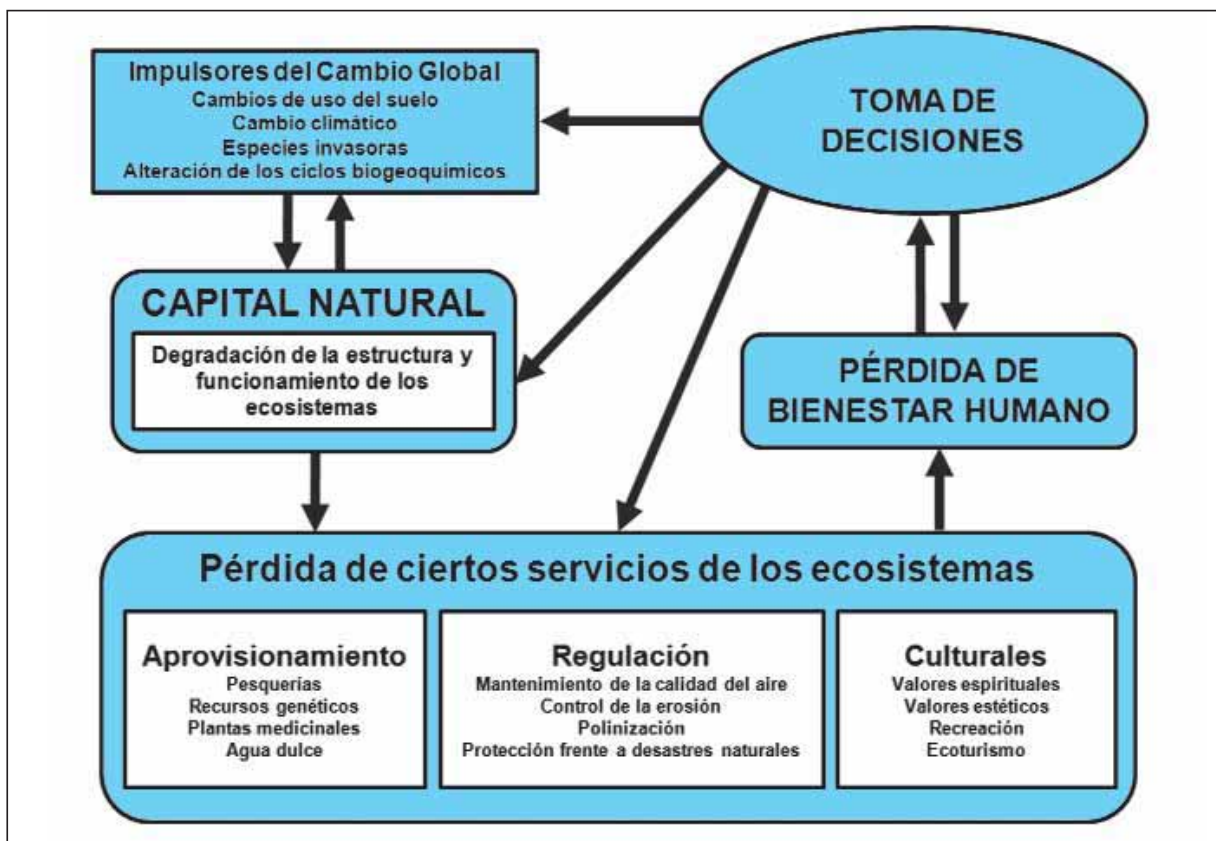 Impulsores del Cambio Global
Cambios de uso del suelo
Cambio climático
Especies invasoras
Alteración de los ciclos biogeoquímicos
TOMA DE
DECISIONES
CAPITAL NATURAL
Degradación de la estructura y
funcionamiento de los
ecosistemas
PÉRDIDA DE
BIENESTAR HUMANO
Pérdida de ciertos servicios de los ecosistemas
Aprovisionamiento
Pesquerías
Recursos genéticos
Plantas medicinales
Agua dulce
Regulación
Mantenimiento de la calidad del aire
Control de la erosión
Polinización
Protección frente a desastres naturales
Culturales
Valores espirituales
Valores estéticos
Recreación
Ecoturismo